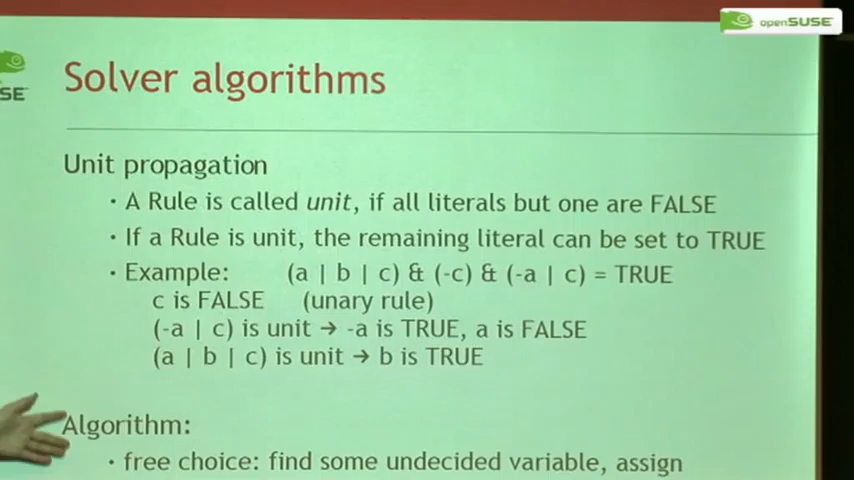 openSUSE
SE
Solver algorithms
Unit propagation
· A Rule is called unit, if all literals but one are FALSE
· If a Rule is unit, the remaining literal can be set to TRUE
· Example: (a | b | c) & (-c) & (-a | c) = TRUE
c is FALSE (unary rule)
(-a | c) is unit → -a is TRUE, a is FALSE
(a | b | c) is unit → b is TRUE
Algorithm:
· free choice: find some undecided variable, assign